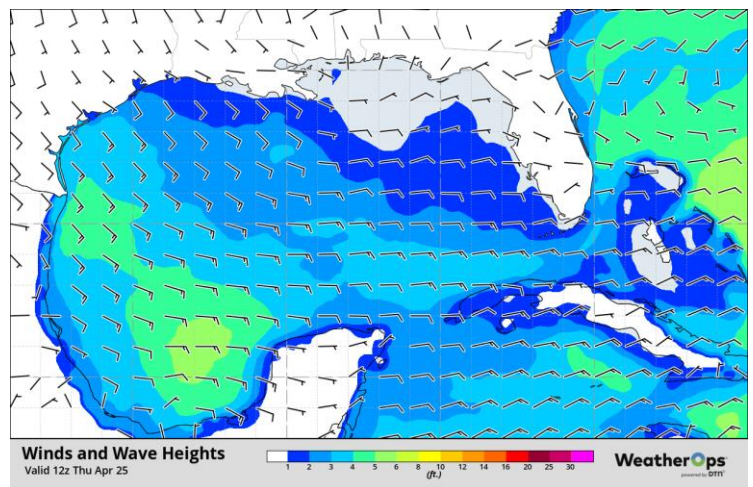 Winds and Wave Heights
Valid 12z Thu Apr 25
1 2 3 4 5 6 8 10 12 14 16 20 25 30
(ft.)
WeatherOps
powered by DTN